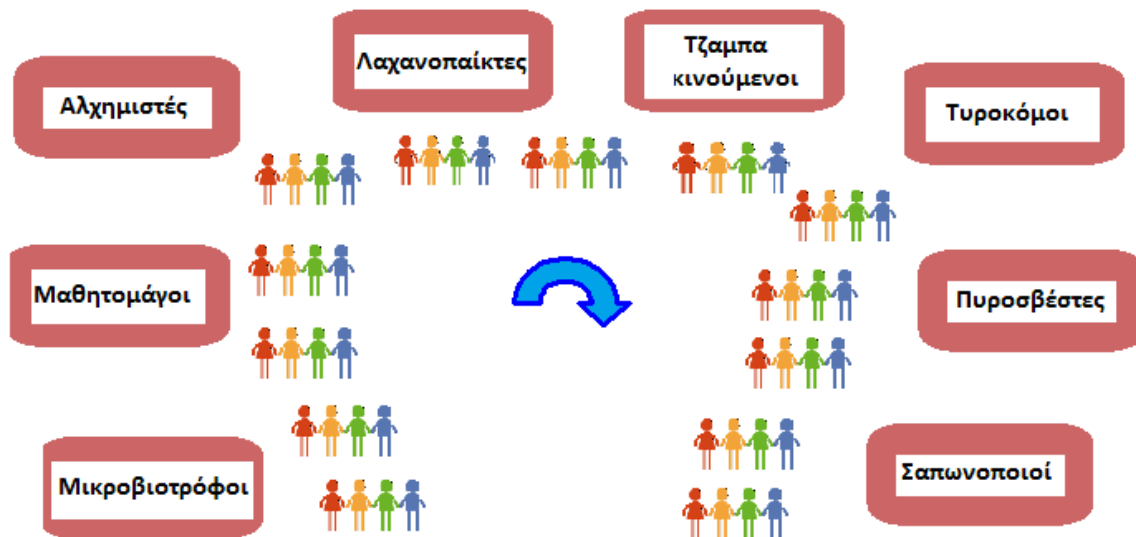 Λαχανοπαίκτες
Τζαμπα
κινούμενοι
Αλχημιστές
Τυροκόμοι
Μαθητομάγοι
Πυροσβέστες
Μικροβιοτρόφοι
Σαπωνοποιοί